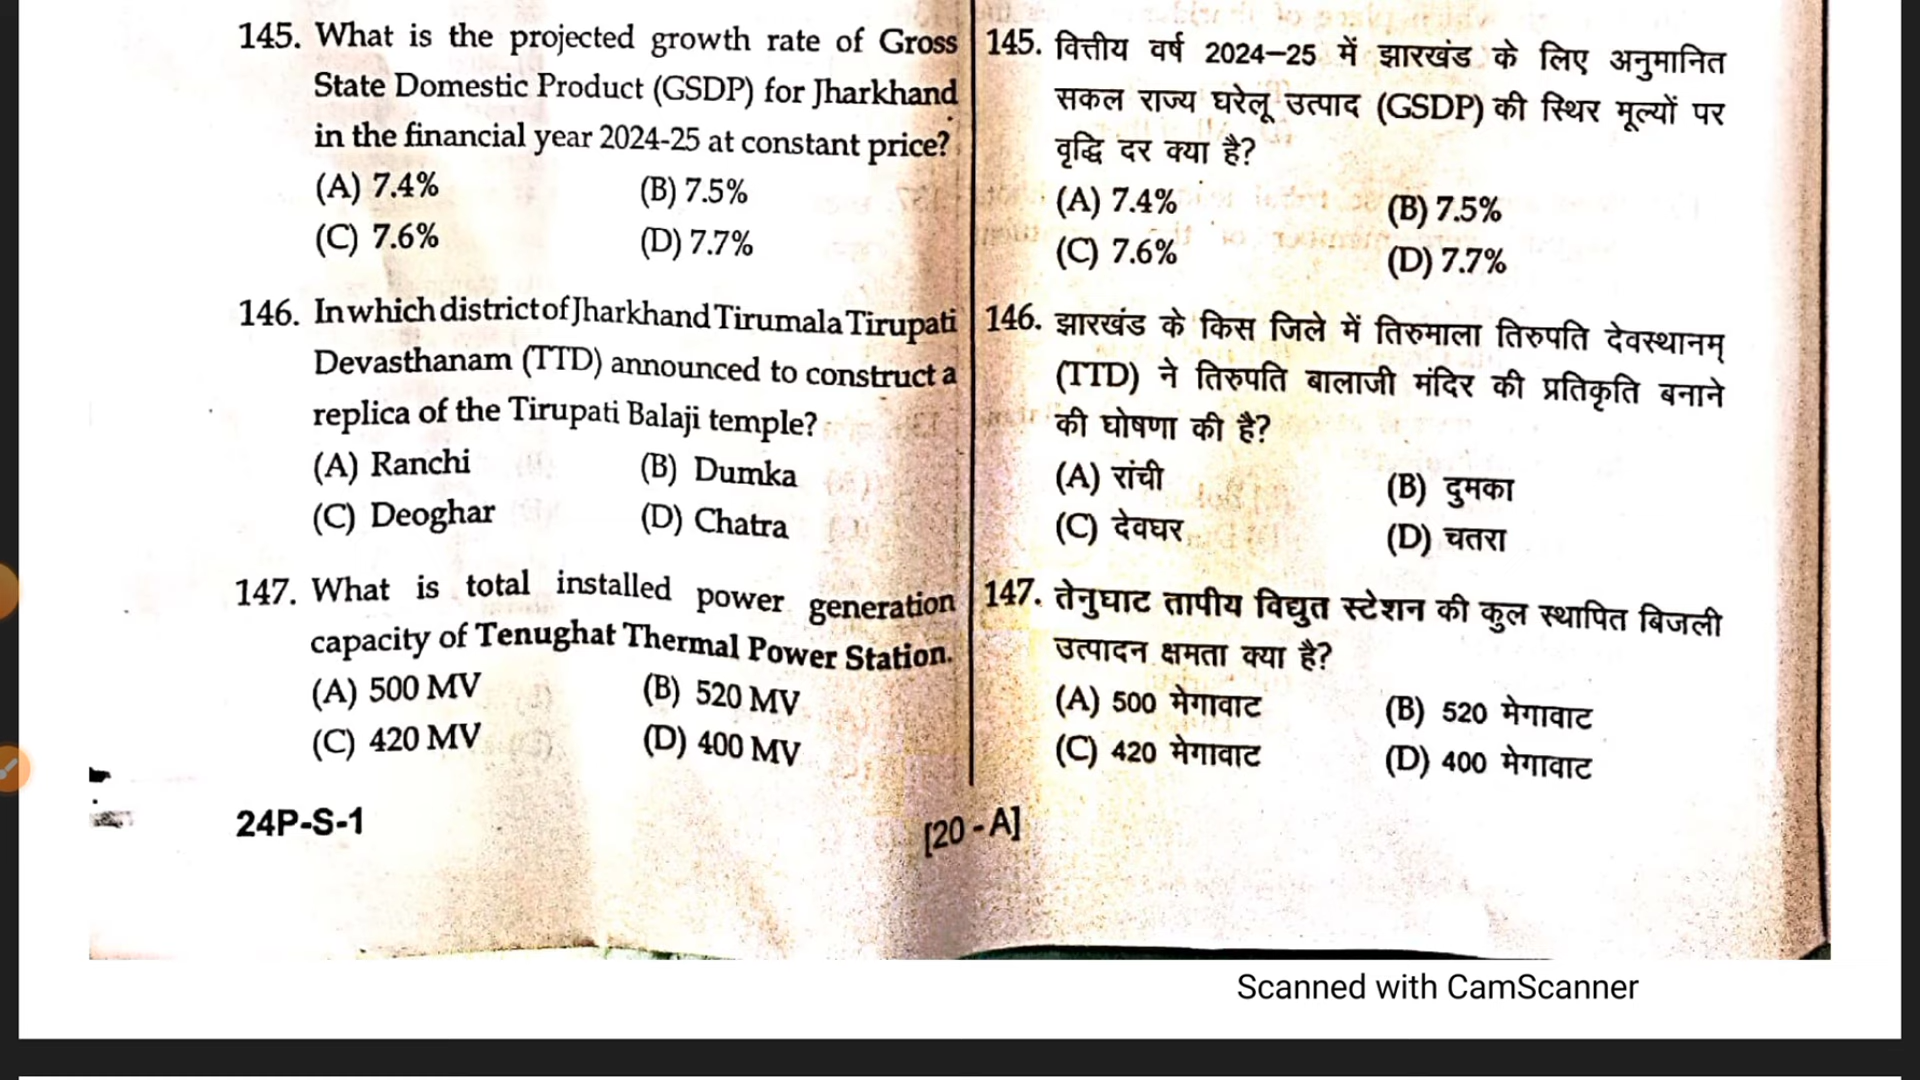 145. What is the projected growth rate of Gross
State Domestic Product (GSDP) for Jharkhand
in the financial year 2024-25 at constant price?
(A) 7.4% (B) 7.5%
(C) 7.6% (D) 7.7%
146. In which district of Jharkhand Tirumala Tirupati
Devasthanam (TTD) announced to construct a
replica of the Tirupati Balaji temple?
(A) Ranchi (B) Dumka
(C) Deoghar (D) Chatra
147. What is total installed power generation
capacity of Tenughat Thermal Power Station.
(A) 500 MV (B) 520 MV
(C) 420 MV (D) 400 MV
145. वित्तीय वर्ष 2024–25 में झारखंड के लिए अनुमानित
सकल राज्य घरेलू उत्पाद (GSDP) की स्थिर मूल्यों पर
वृद्धि दर क्या है?
(A) 7.4% (B) 7.5%
(C) 7.6% (D) 7.7%
146. झारखंड के किस जिले में तिरुमाला तिरुपति देवस्थानम्
(TTD) ने तिरुपति बालाजी मंदिर की प्रतिकृति बनाने
की घोषणा की है?
(A) रांची (B) दुमका
(C) देवघर (D) चतरा
147. तेनुघाट तापीय विद्युत स्टेशन की कुल स्थापित बिजली
उत्पादन क्षमता क्या है?
(A) 500 मेगावाट (B) 520 मेगावाट
(C) 420 मेगावाट (D) 400 मेगावाट
24P-S-1 [20 - A]
Scanned with CamScanner